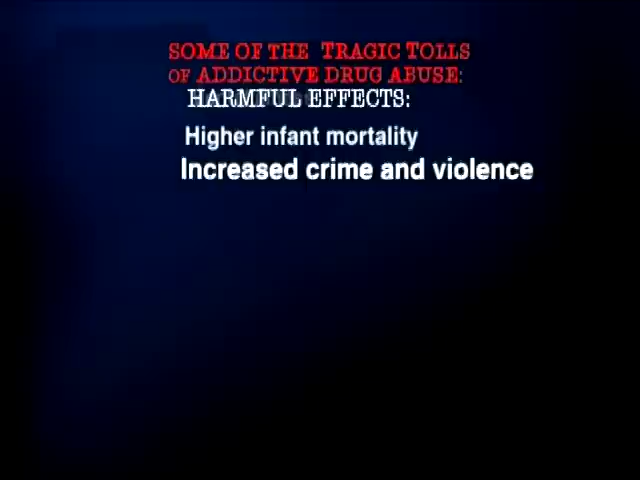 SOME OF THE TRAGIC TOLLS
OF ADDICTIVE DRUG ABUSE:
HARMFUL EFFECTS:
Higher infant mortality
Increased crime and violence